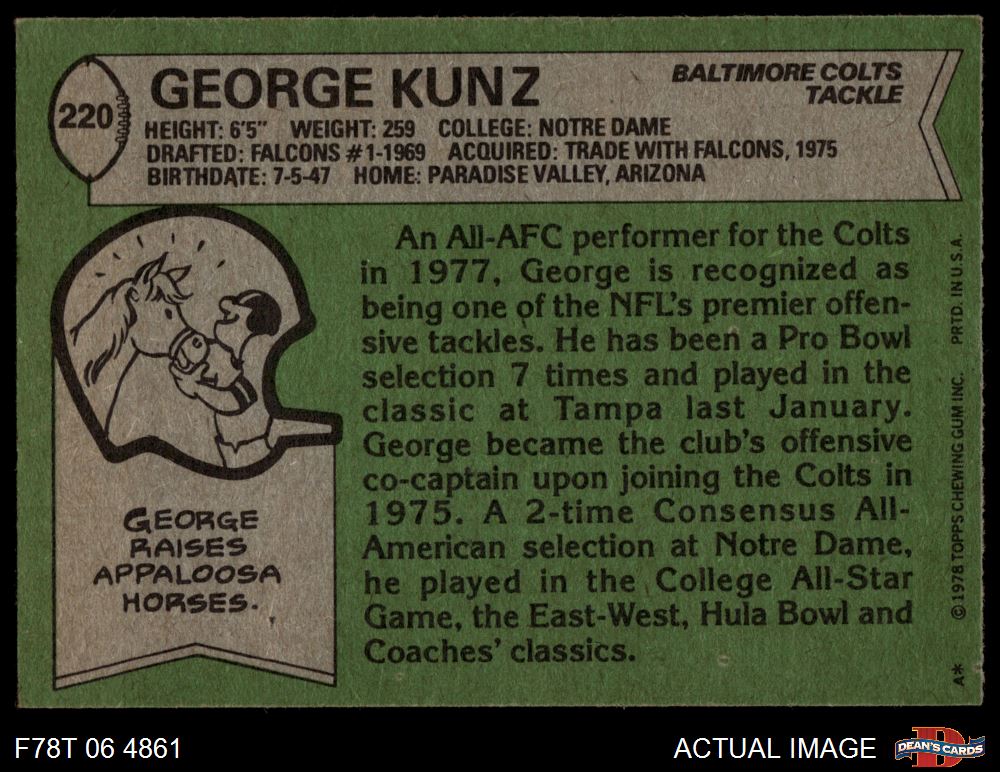 220
GEORGE KUNZ
BALTIMORE COLTS
TACKLE
HEIGHT: 6'5" WEIGHT: 259 COLLEGE: NOTRE DAME
DRAFTED: FALCONS #1-1969 ACQUIRED: TRADE WITH FALCONS, 1975
BIRTHDATE: 7-5-47 HOME: PARADISE VALLEY, ARIZONA
An All-AFC performer for the Colts
in 1977, George is recognized as
being one of the NFL's premier offen-
sive tackles. He has been a Pro Bowl
selection 7 times and played in the
classic at Tampa last January.
George became the club's offensive
co-captain upon joining the Colts in
1975. A 2-time Consensus All-
American selection at Notre Dame,
he played in the College All-Star
Game, the East-West, Hula Bowl and
Coaches' classics.
GEORGE
RAISES
APPALOOSA
HORSES.
A* © 1978 TOPPS CHEWING GUM INC. PRTD. IN U.S.A.
F78T 06 4861
ACTUAL IMAGE
D
DEAN'S CARDS